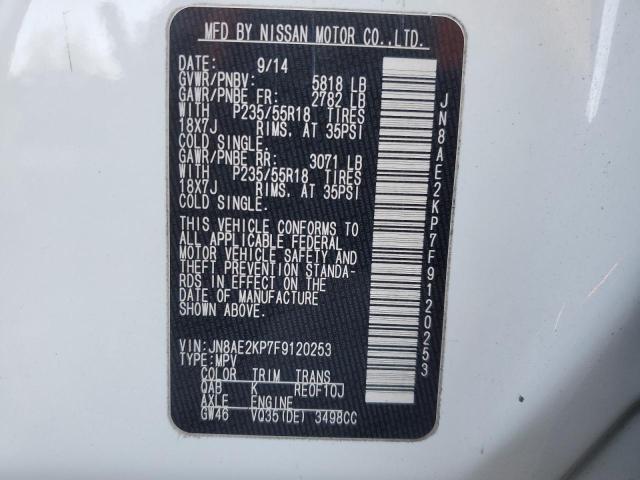 MFD BY NISSAN MOTOR CO.,LTD.
DATE: 9/14
GVWR/PNBV: 5818 LB
GAWR/PNBE FR: 2782 LB
WITH P235/55R18 TIRES
18X7J RIMS. AT 35PSI
COLD SINGLE.
GAWR/PNBE RR: 3071 LB
WITH P235/55R18 TIRES
18X7J RIMS. AT 35PSI
COLD SINGLE.
THIS VEHICLE CONFORMS TO
ALL APPLICABLE FEDERAL
MOTOR VEHICLE SAFETY AND
THEFT PREVENTION STANDA-
RDS IN EFFECT ON THE
DATE OF MANUFACTURE
SHOWN ABOVE.
VIN: JN8AE2KP7F9120253
TYPE: MPV
COLOR TRIM TRANS
QAB K RE0F10J
AXLE ENGINE
GW46 VQ35(DE) 3498CC
JN8AE2KP7F9120253